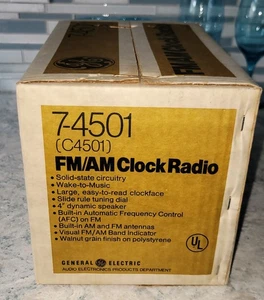 7-4501
(C4501)
FM/AM Clock Radio
• Solid-state circuitry
• Wake-to-Music
• Large, easy-to-read clockface
• Slide rule tuning dial
• 4" dynamic speaker
• Built-in Automatic Frequency Control
(AFC) on FM
• Built-in AM and FM antennas
• Visual FM/AM Band Indicator
• Walnut grain finish on polystyrene
GENERAL GE ELECTRIC
AUDIO ELECTRONICS PRODUCTS DEPARTMENT
UL